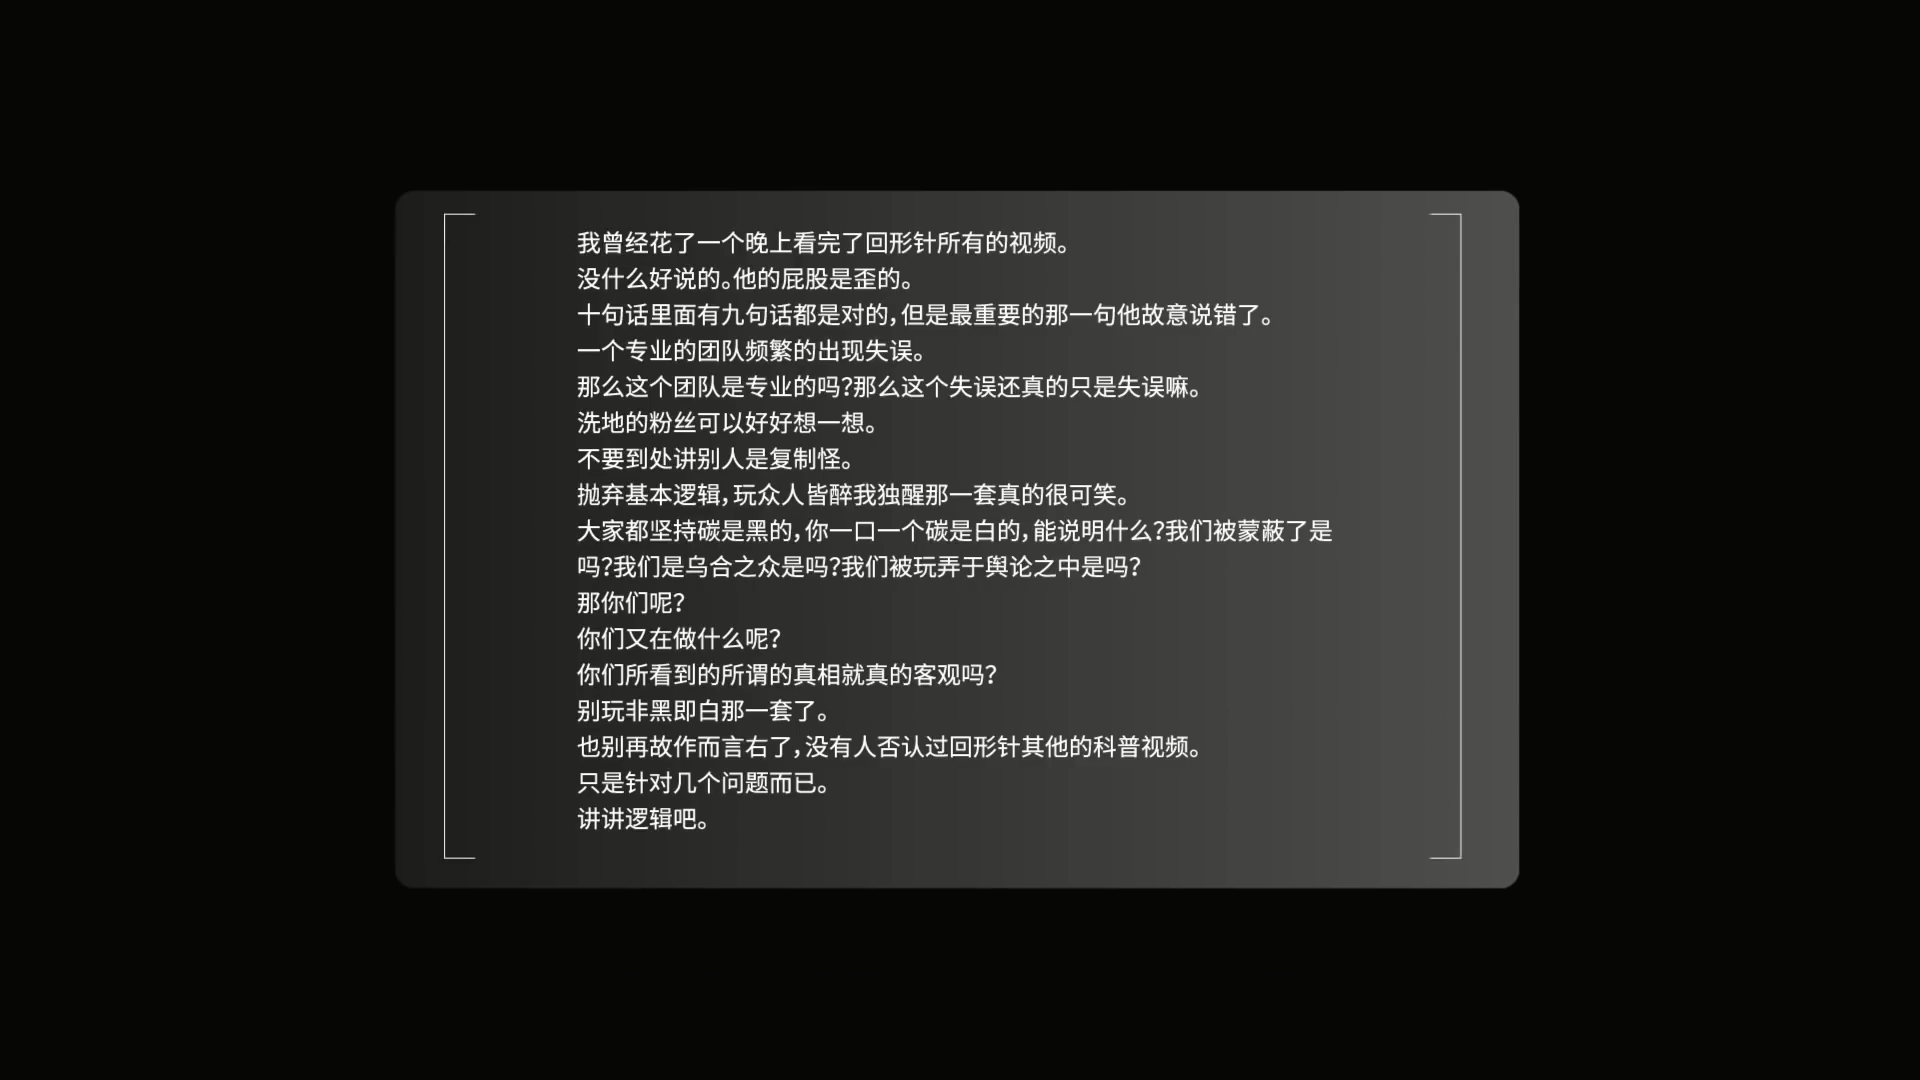 我曾经花了一个晚上看完了回形针所有的视频。
没什么好说的。他的屁股是歪的。
十句话里面有九句话都是对的，但是最重要的那一句他故意说错了。
一个专业的团队频繁的出现失误。
那么这个团队是专业的吗？那么这个失误还真的只是失误嘛。
洗地的粉丝可以好好想一想。
不要到处讲别人是复制怪。
抛弃基本逻辑，玩众人皆醉我独醒那一套真的很可笑。
大家都坚持碳是黑的，你一口一个碳是白的，能说明什么？我们被蒙蔽了是
吗？我们是乌合之众是吗？我们被玩弄于舆论之中是吗？
那你们呢？
你们又在做什么呢？
你们所看到的所谓的真相就真的客观吗？
别玩非黑即白那一套了。
也别再故作而言右了，没有人否认过回形针其他的科普视频。
只是针对几个问题而已。
讲讲逻辑吧。